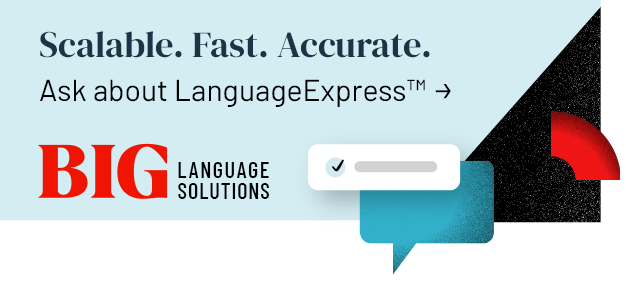 Scalable. Fast. Accurate.
Ask about LanguageExpress™ →
BIG LANGUAGE
SOLUTIONS